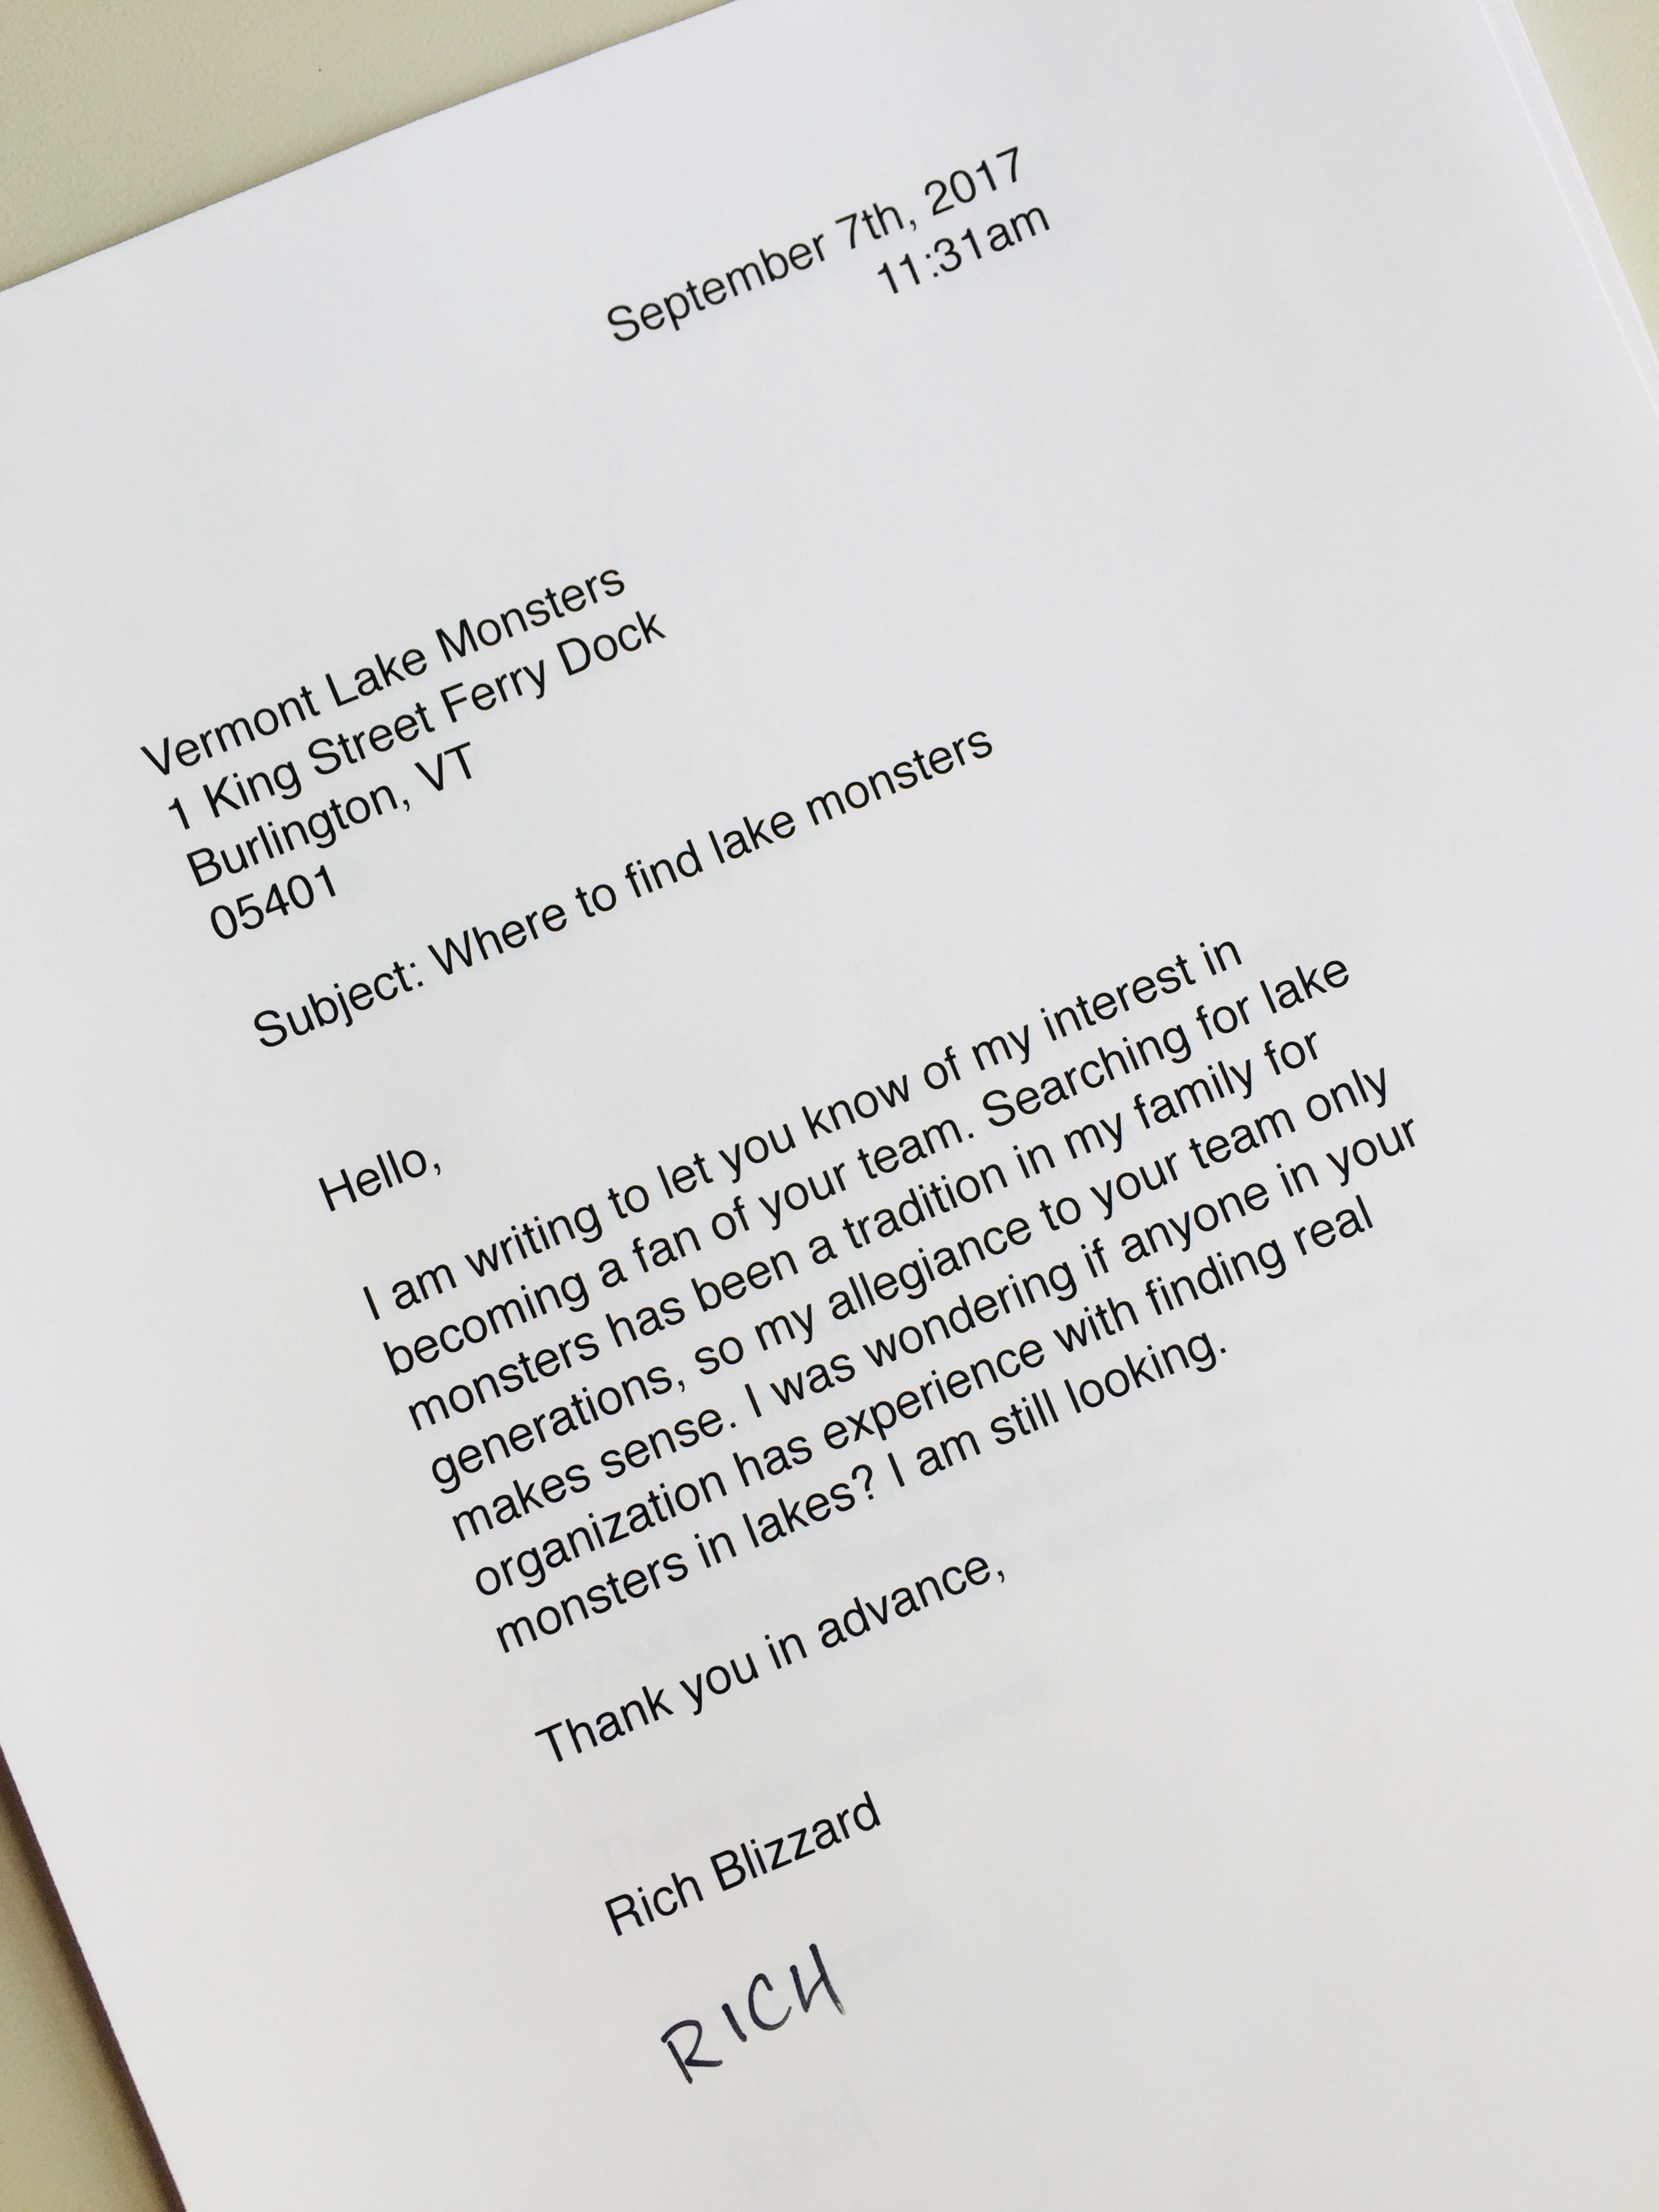 September 7th, 2017
11:31am
Vermont Lake Monsters
1 King Street Ferry Dock
Burlington, VT
05401
Subject: Where to find lake monsters
Hello,
I am writing to let you know of my interest in
becoming a fan of your team. Searching for lake
monsters has been a tradition in my family for
generations, so my allegiance to your team only
makes sense. I was wondering if anyone in your
organization has experience with finding real
monsters in lakes? I am still looking.
Thank you in advance,
Rich Blizzard
RICH